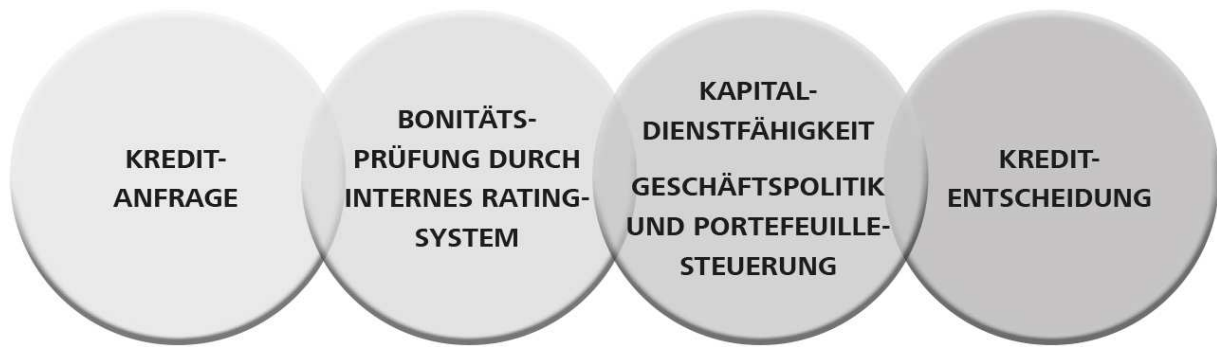 KREDIT-
ANFRAGE
BONITÄTS-
PRÜFUNG DURCH
INTERNES RATING-
SYSTEM
KAPITAL-
DIENSTFÄHIGKEIT
GESCHÄFTSPOLITIK
UND PORTEFEUILLE-
STEUERUNG
KREDIT-
ENTSCHEIDUNG